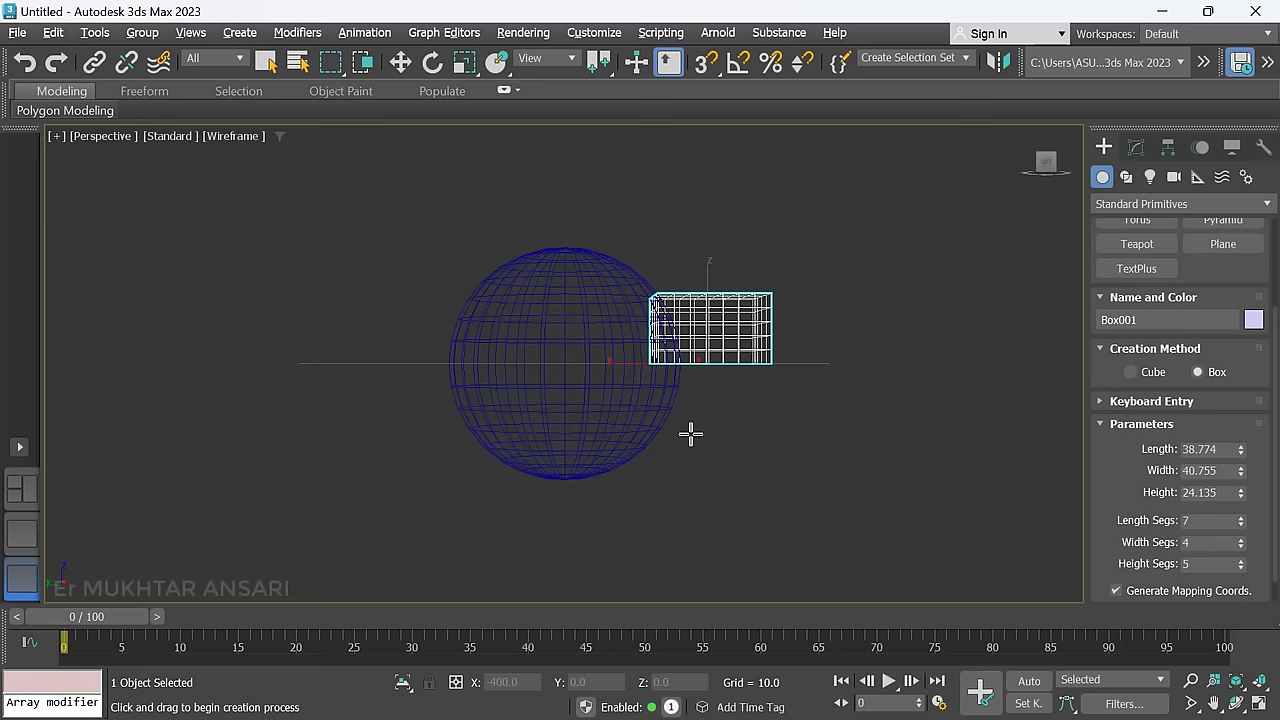 Untitled - Autodesk 3ds Max 2023
File Edit Tools Group Views Create Modifiers Animation Graph Editors Rendering Customize Scripting Arnold Substance Help Sign In Workspaces: Default
All View Create Selection Set C:\Users\ASU...3ds Max 2023
Modeling Freeform Selection Object Paint Populate
Polygon Modeling
[+] [Perspective ] [Standard ] [Wireframe ]
Standard Primitives
Torus Pyramid
Teapot Plane
TextPlus
Name and Color
Box001
Creation Method
Cube Box
Keyboard Entry
Parameters
Length: 38.774
Width: 40.755
Height: 24.135
Length Segs: 7
Width Segs: 4
Height Segs: 5
Generate Mapping Coords.
z
z
Er MUKHTAR ANSARI
< 0 / 100 >
0 5 10 15 20 25 30 35 40 45 50 55 60 65 70 75 80 85 90 95 100
1 Object Selected X: -400.0 Y: 0.0 Z: 0.0 Grid = 10.0 Auto Selected
Array modifier Click and drag to begin creation process Enabled: 1 Add Time Tag 0 Set K. Filters...